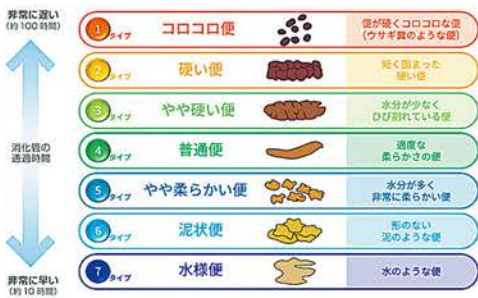 非常に遅い
(約100時間)
消化管の
通過時間
非常に早い
(約10時間)
1 タイプ コロコロ便 便が硬くコロコロな便
(ウサギ糞のような便)
2 タイプ 硬い便 短く固まった
硬い便
3 タイプ やや硬い便 水分が少なく
ひび割れている便
4 タイプ 普通便 適度な
柔らかさの便
5 タイプ やや柔らかい便 水分が多く
非常に柔らかい便
6 タイプ 泥状便 形のない
泥のような便
7 タイプ 水様便 水のような便